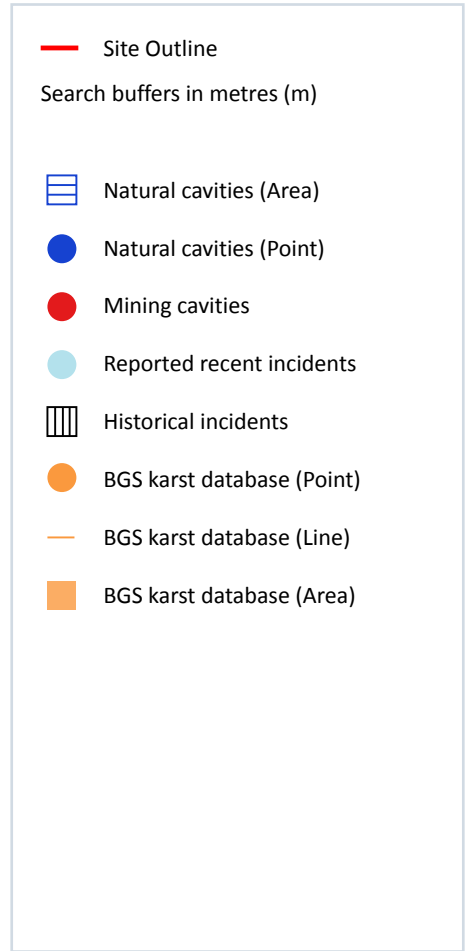 Site Outline
Search buffers in metres (m)
Natural cavities (Area)
Natural cavities (Point)
Mining cavities
Reported recent incidents
Historical incidents
BGS karst database (Point)
BGS karst database (Line)
BGS karst database (Area)